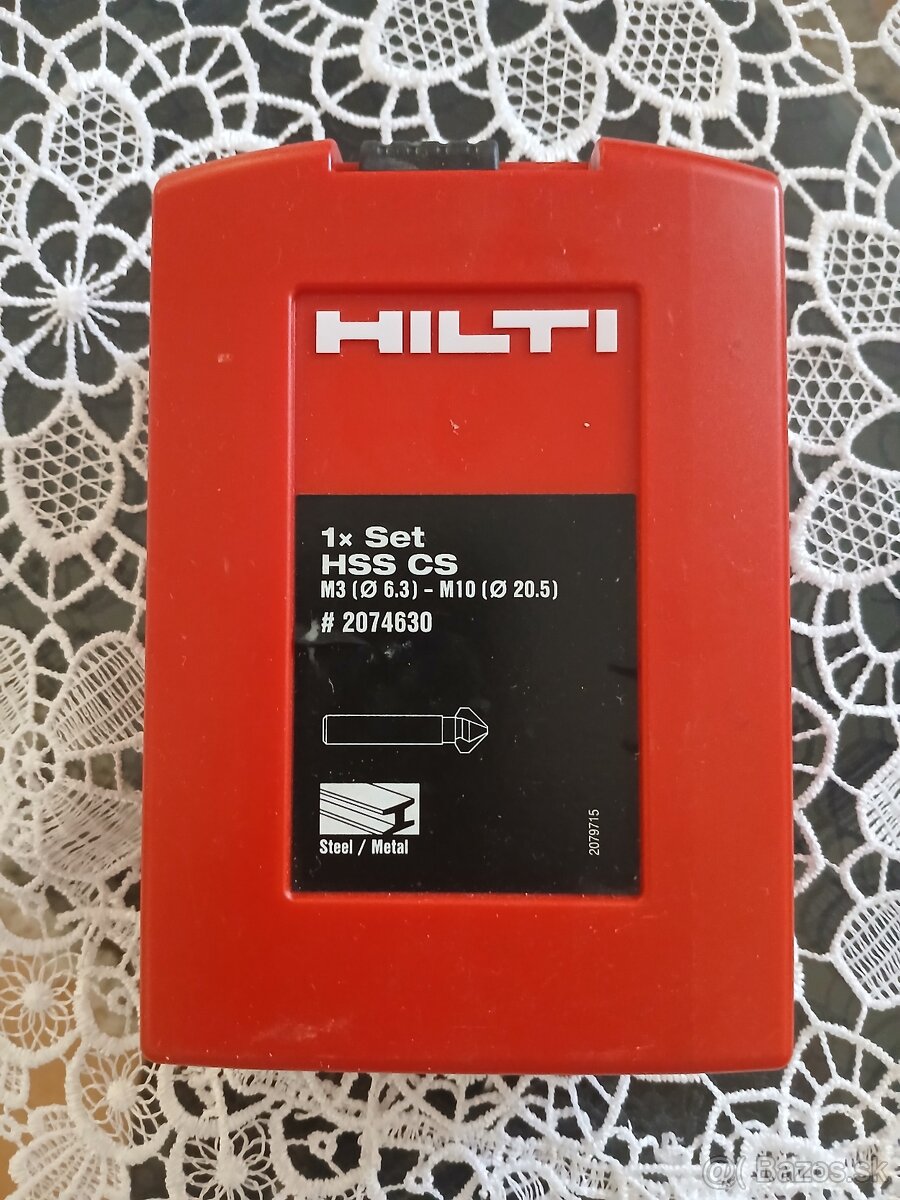 HILTI
1x Set
HSS CS
M3 (Ø 6.3) – M10 (Ø 20.5)
# 2074630
Steel / Metal
2079715
Bazos.sk